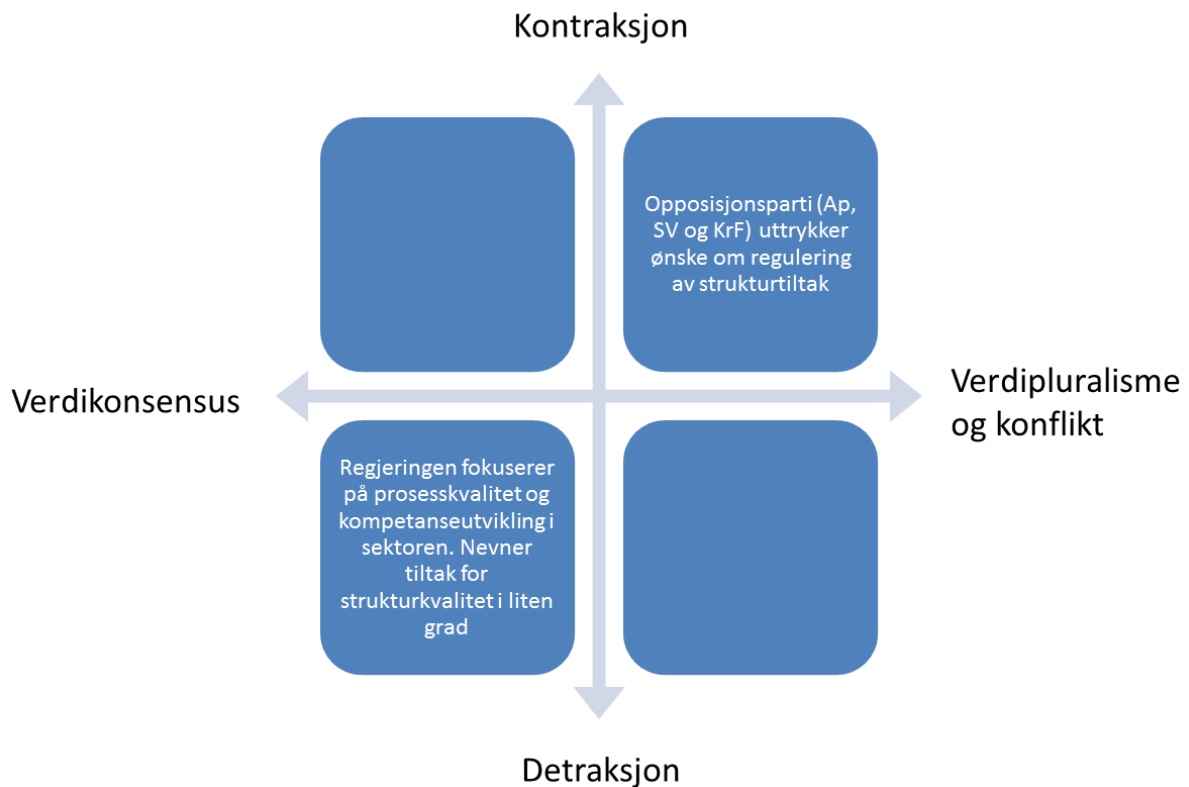 Kontraksjon
Opposisjonsparti (Ap,
SV og KrF) uttrykker
ønske om regulering
av strukturtiltak
Verdikonsensus
Verdipluralisme
og konflikt
Regjeringen fokuserer
på prosesskvalitet og
kompetanseutvikling i
sektoren. Nevner
tiltak for
strukturkvalitet i liten
grad
Detraksjon